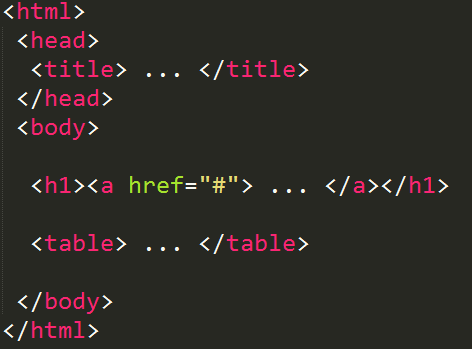 <html>
<head>
<title> ... </title>
</head>
<body>
<h1><a href="#"> ... </a></h1>
<table> ... </table>
</body>
</html>